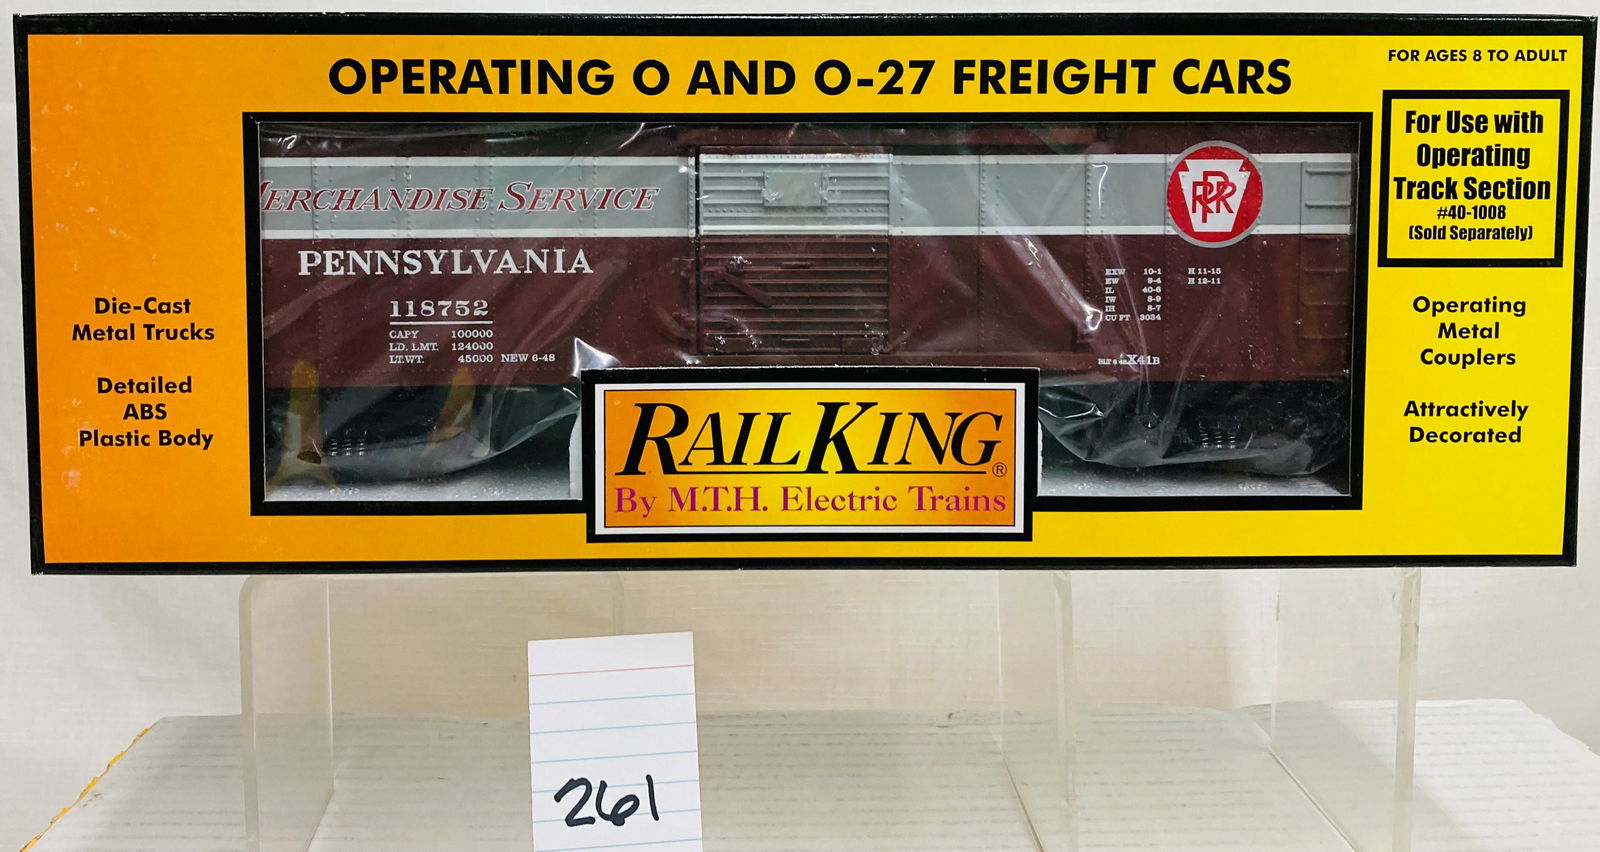 OPERATING O AND O-27 FREIGHT CARS
FOR AGES 8 TO ADULT
For Use with
Operating
Track Section
#40-1008
(Sold Separately)
Die-Cast
Metal Trucks
Detailed
ABS
Plastic Body
MERCHANDISE SERVICE
PENNSYLVANIA
118752
CAPY 100000
LD. LMT. 124000
LT.WT. 45000 NEW 6-48
PRR
EXW 10-1 H 11-15
EW 9-4 H 12-11
IL 40-6
IW 8-9
IH 8-7
CU FT 3034
X41B
Operating
Metal
Couplers
Attractively
Decorated
RAILKING®
By M.T.H. Electric Trains
261